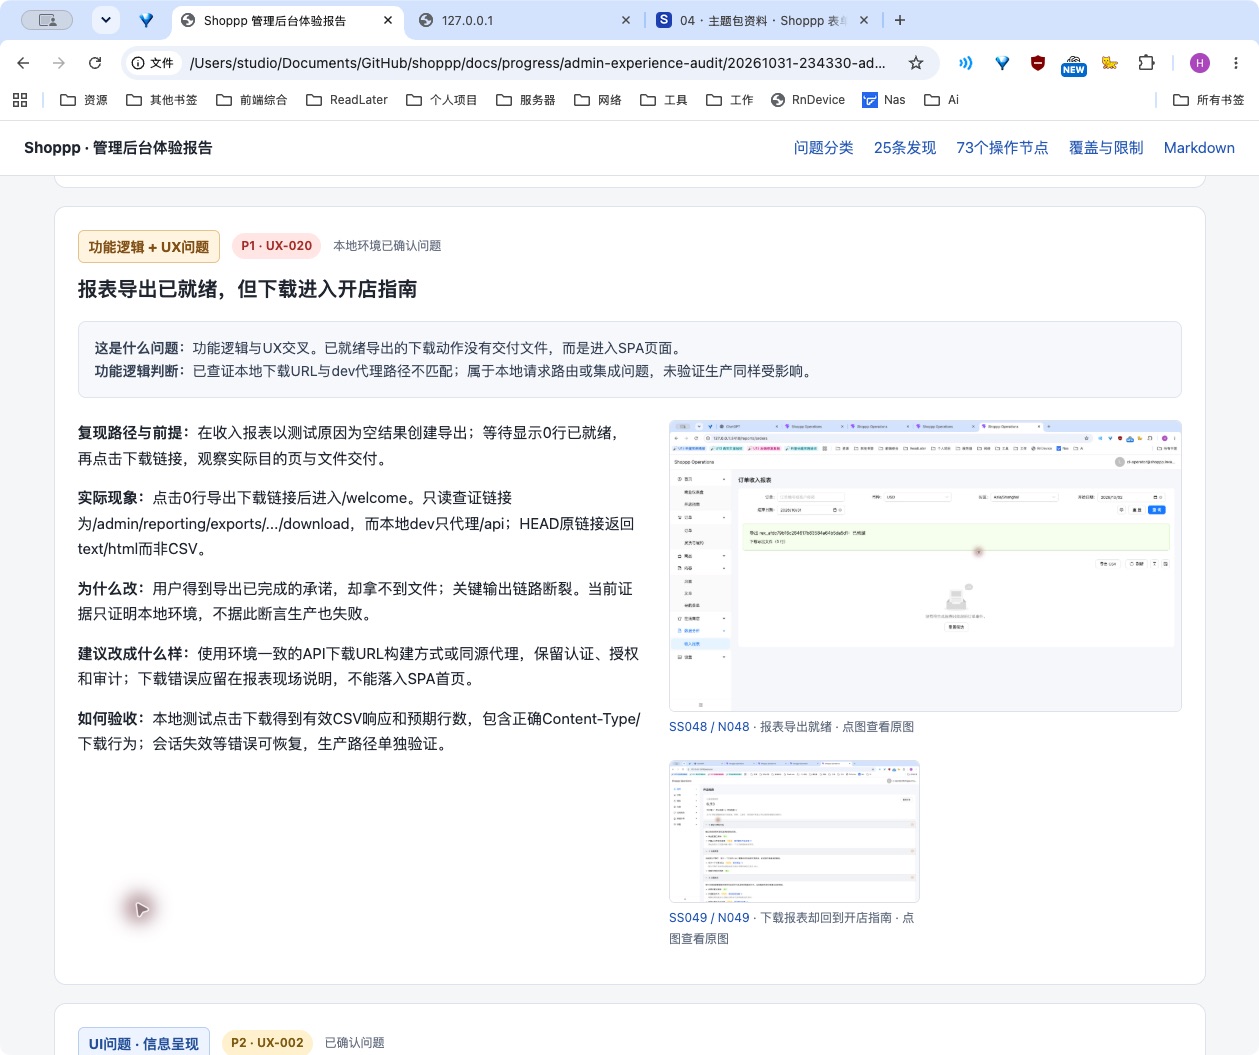 Shoppp 管理后台体验报告
127.0.0.1
04 · 主题包资料 · Shoppp 表单
文件
/Users/studio/Documents/GitHub/shoppp/docs/progress/admin-experience-audit/20261031-234330-ad...
NEW
H
资源
其他书签
前端综合
ReadLater
个人项目
服务器
网络
工具
工作
RnDevice
Nas
Ai
所有书签
Shoppp · 管理后台体验报告
问题分类
25条发现
73个操作节点
覆盖与限制
Markdown
功能逻辑 + UX问题
P1 · UX-020
本地环境已确认问题
报表导出已就绪，但下载进入开店指南
这是什么问题：功能逻辑与UX交叉。已就绪导出的下载动作没有交付文件，而是进入SPA页面。
功能逻辑判断：已查证本地下载URL与dev代理路径不匹配；属于本地请求路由或集成问题，未验证生产同样受影响。
复现路径与前提：在收入报表以测试原因为空结果创建导出；等待显示0行已就绪，
再点击下载链接，观察实际目的页与文件交付。
实际现象：点击0行导出下载链接后进入/welcome。只读查证链接
为/admin/reporting/exports/.../download，而本地dev只代理/api；HEAD原链接返回
text/html而非CSV。
为什么改：用户得到导出已完成的承诺，却拿不到文件；关键输出链路断裂。当前证
据只证明本地环境，不据此断言生产也失败。
建议改成什么样：使用环境一致的API下载URL构建方式或同源代理，保留认证、授权
和审计；下载错误应留在报表现场说明，不能落入SPA首页。
如何验收：本地测试点击下载得到有效CSV响应和预期行数，包含正确Content-Type/
下载行为；会话失效等错误可恢复，生产路径单独验证。
Shoppp Operations
订单收入报表
SS048 / N048 · 报表导出就绪 · 点图查看原图
SS049 / N049 · 下载报表却回到开店指南 · 点
图查看原图
UI问题 · 信息呈现
P2 · UX-002
已确认问题